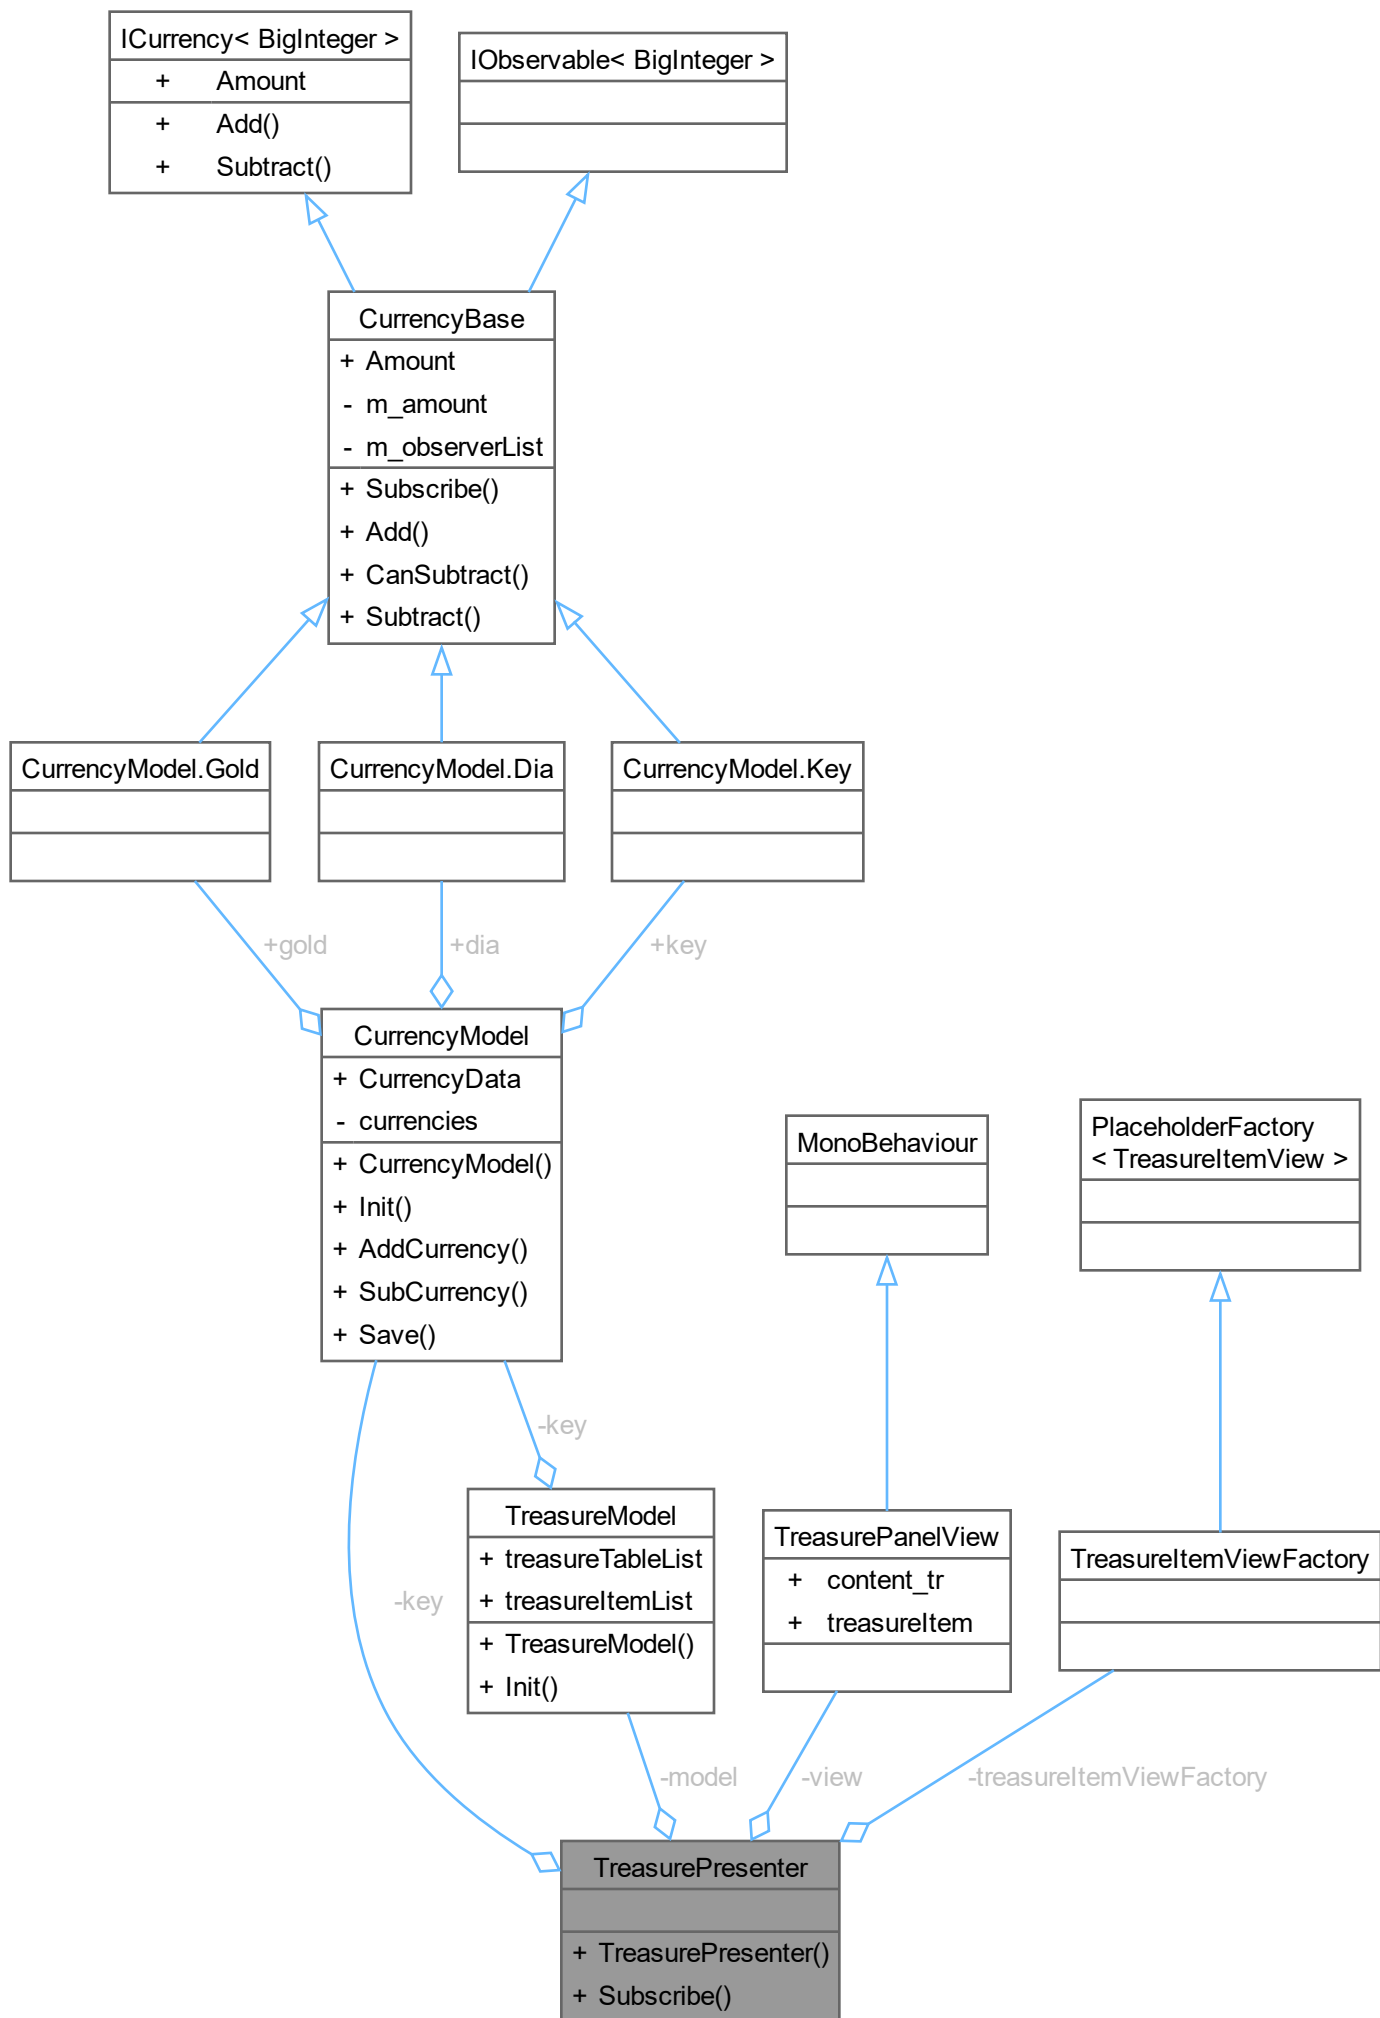 ICurrency< BigInteger >
+ Amount
+ Add()
+ Subtract()
IObservable< BigInteger >
CurrencyBase
+ Amount
- m_amount
- m_observerList
+ Subscribe()
+ Add()
+ CanSubtract()
+ Subtract()
CurrencyModel.Gold
CurrencyModel.Dia
CurrencyModel.Key
+gold
+dia
+key
CurrencyModel
+ CurrencyData
- currencies
+ CurrencyModel()
+ Init()
+ AddCurrency()
+ SubCurrency()
+ Save()
MonoBehaviour
PlaceholderFactory
< TreasureItemView >
-key
-key
TreasureModel
+ treasureTableList
+ treasureItemList
+ TreasureModel()
+ Init()
TreasurePanelView
+ content_tr
+ treasureItem
TreasureItemViewFactory
-model
-view
-treasureItemViewFactory
TreasurePresenter
+ TreasurePresenter()
+ Subscribe()